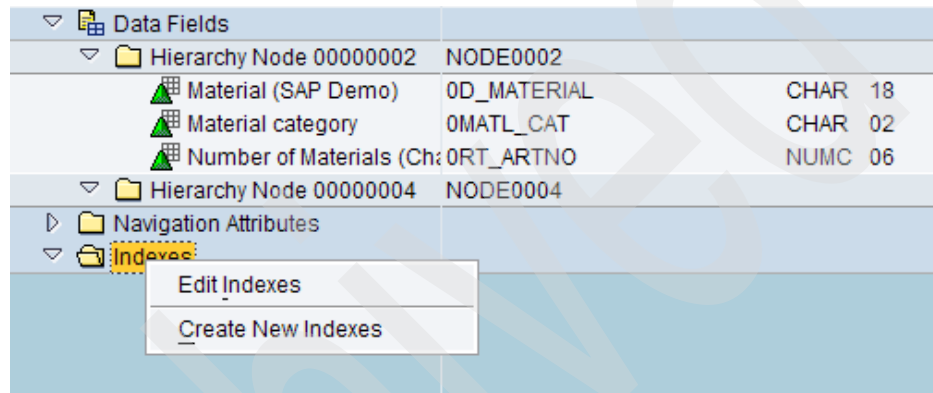 Data Fields
Hierarchy Node 00000002 NODE0002
Material (SAP Demo) 0D_MATERIAL CHAR 18
Material category 0MATL_CAT CHAR 02
Number of Materials (Cha 0RT_ARTNO NUMC 06
Hierarchy Node 00000004 NODE0004
Navigation Attributes
Indexes
Edit Indexes
Create New Indexes